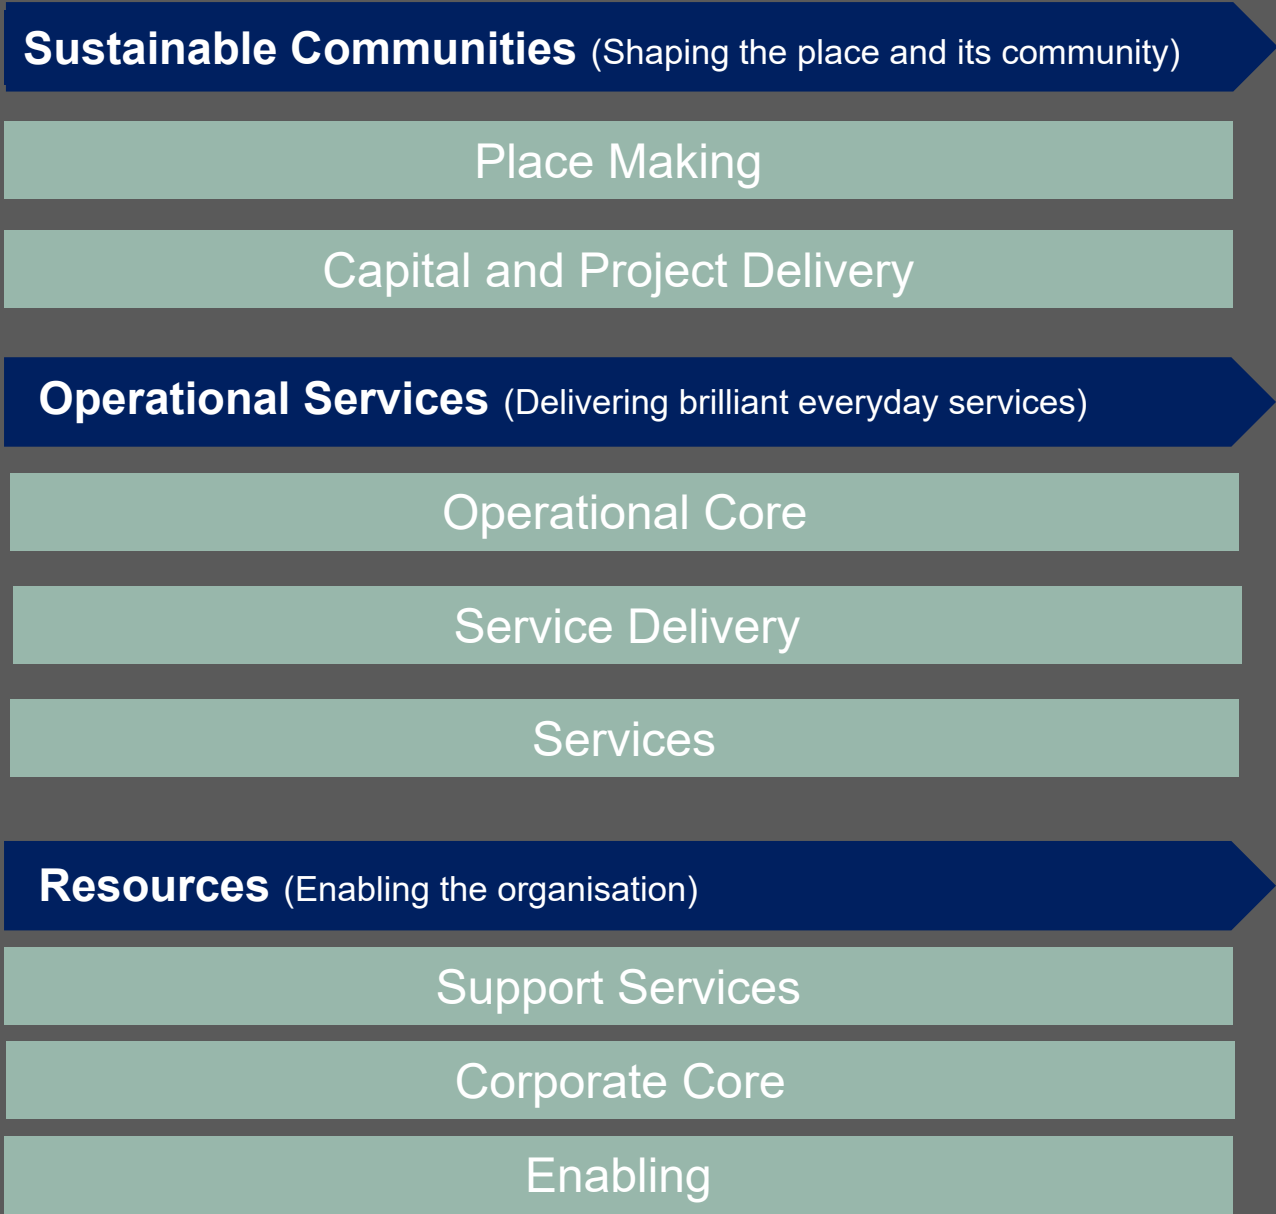 Sustainable Communities (Shaping the place and its community)
Place Making
Capital and Project Delivery
Operational Services (Delivering brilliant everyday services)
Operational Core
Service Delivery
Services
Resources (Enabling the organisation)
Support Services
Corporate Core
Enabling